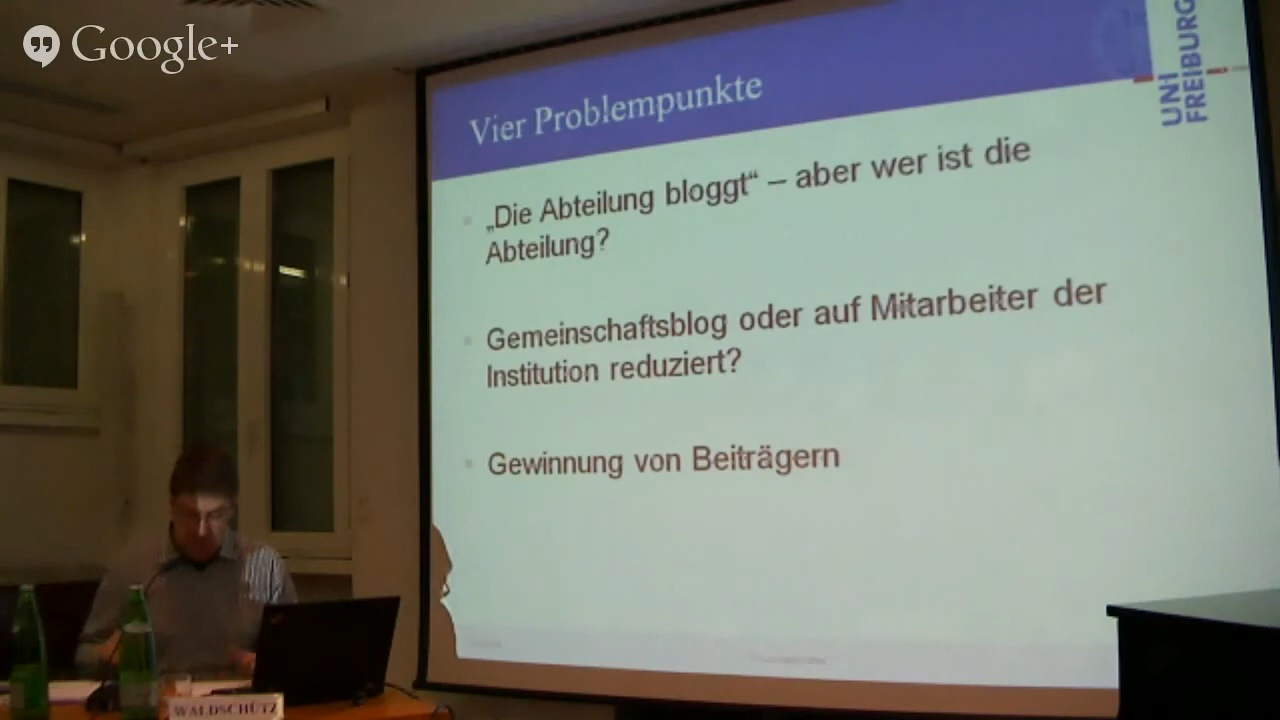 Google+
Vier Problempunkte
UNI
FREIBURG
„Die Abteilung bloggt“ – aber wer ist die
Abteilung?
Gemeinschaftsblog oder auf Mitarbeiter der
Institution reduziert?
Gewinnung von Beiträgern
WALDSCHÜTZ